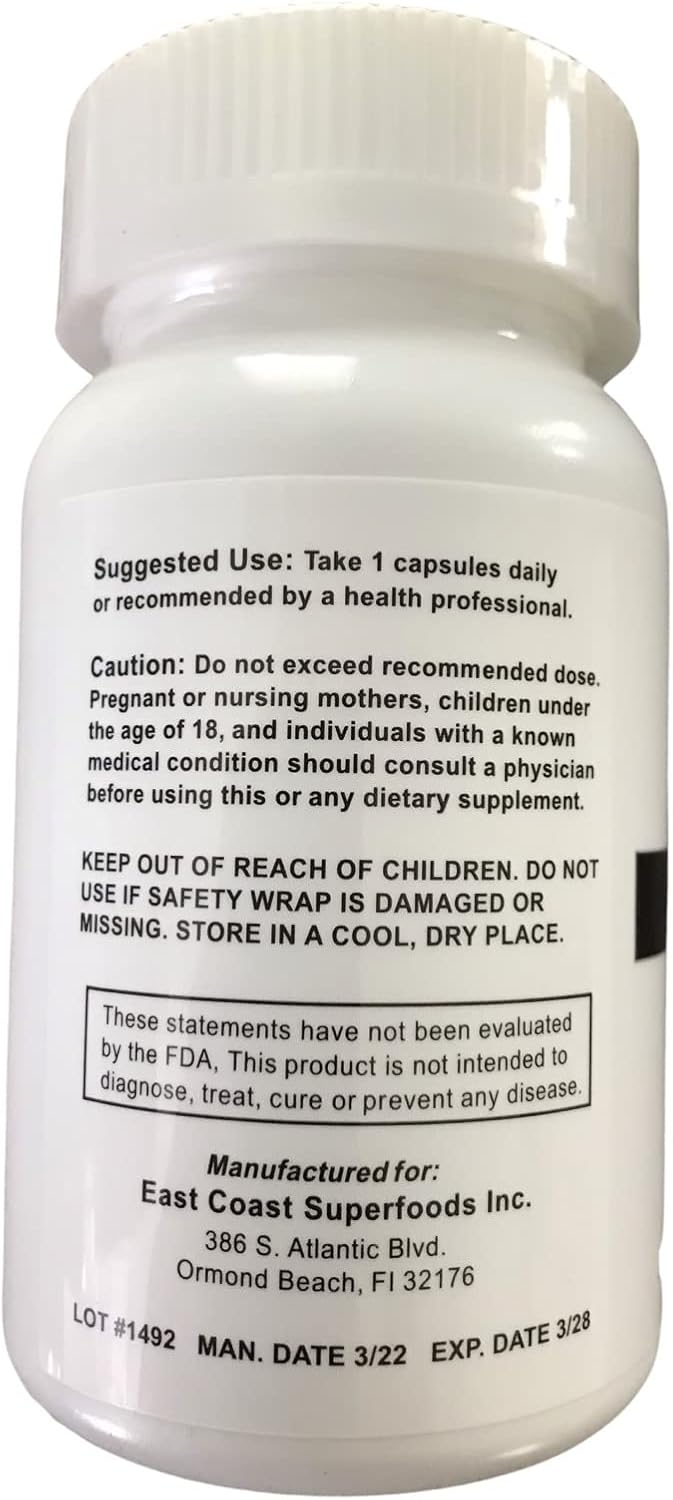 Suggested Use: Take 1 capsules daily
or recommended by a health professional.
Caution: Do not exceed recommended dose.
Pregnant or nursing mothers, children under
the age of 18, and individuals with a known
medical condition should consult a physician
before using this or any dietary supplement.
KEEP OUT OF REACH OF CHILDREN. DO NOT
USE IF SAFETY WRAP IS DAMAGED OR
MISSING. STORE IN A COOL, DRY PLACE.
These statements have not been evaluated
by the FDA, This product is not intended to
diagnose, treat, cure or prevent any disease.
Manufactured for:
East Coast Superfoods Inc.
386 S. Atlantic Blvd.
Ormond Beach, Fl 32176
LOT #1492 MAN. DATE 3/22 EXP. DATE 3/28